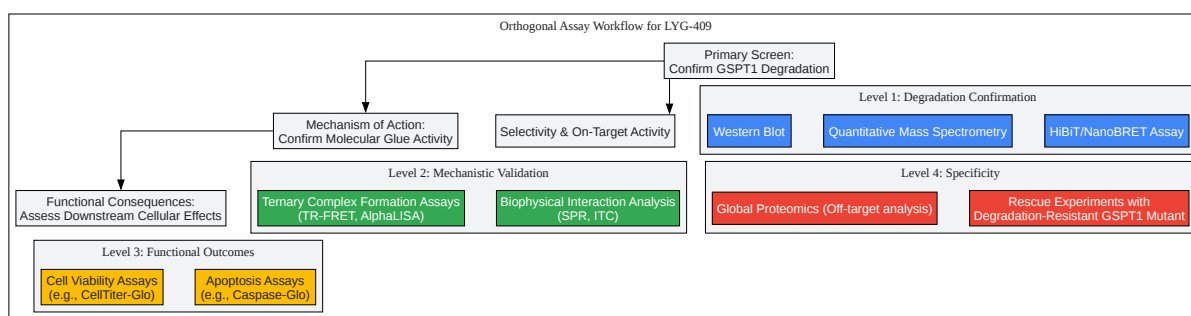 Orthogonal Assay Workflow for LYG-409
Primary Screen:
Confirm GSPT1 Degradation
Level 1: Degradation Confirmation
Mechanism of Action:
Confirm Molecular Glue Activity
Selectivity & On-Target Activity
Western Blot
Quantitative Mass Spectrometry
HiBiT/NanoBRET Assay
Level 2: Mechanistic Validation
Level 4: Specificity
Functional Consequences:
Assess Downstream Cellular Effects
Ternary Complex Formation Assays
(TR-FRET, AlphaLISA)
Biophysical Interaction Analysis
(SPR, ITC)
Global Proteomics (Off-target analysis)
Rescue Experiments with
Degradation-Resistant GSPT1 Mutant
Level 3: Functional Outcomes
Cell Viability Assays
(e.g., CellTiter-Glo)
Apoptosis Assays
(e.g., Caspase-Glo)